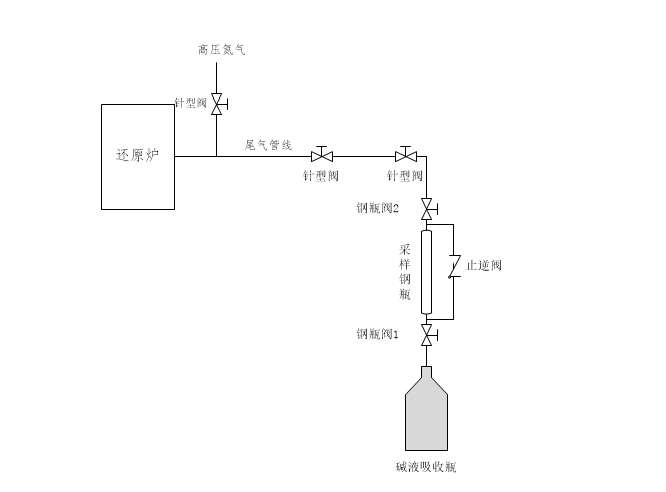 高压氮气
针型阀
还原炉
尾气管线
针型阀
针型阀
钢瓶阀2
采样钢瓶
止逆阀
钢瓶阀1
碱液吸收瓶